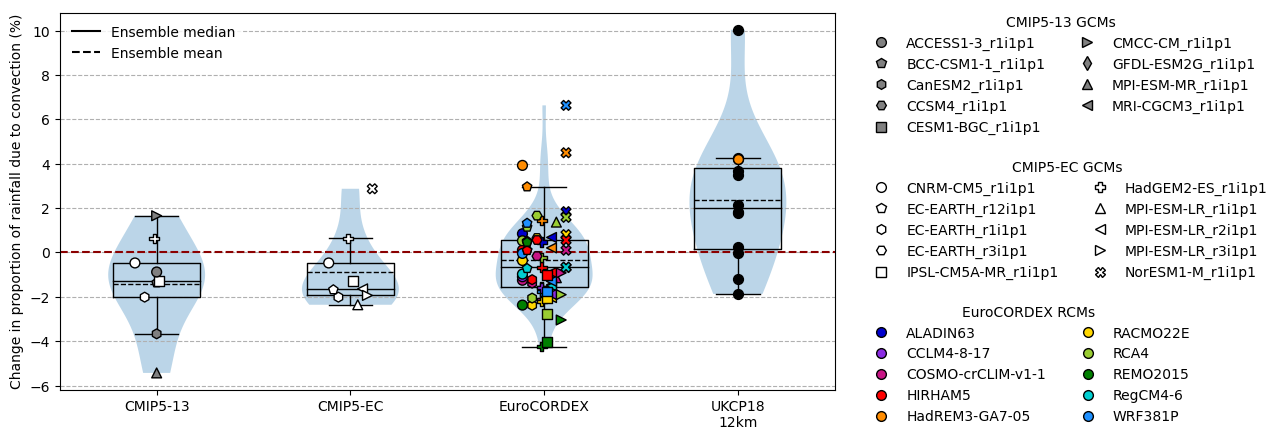 Change in proportion of rainfall due to convection (%)
10
8
6
4
2
0
−2
−4
−6
Ensemble median
Ensemble mean
CMIP5-13
CMIP5-EC
EuroCORDEX
UKCP18
12km
CMIP5-13 GCMs
ACCESS1-3_r1i1p1
BCC-CSM1-1_r1i1p1
CanESM2_r1i1p1
CCSM4_r1i1p1
CESM1-BGC_r1i1p1
CMCC-CM_r1i1p1
GFDL-ESM2G_r1i1p1
MPI-ESM-MR_r1i1p1
MRI-CGCM3_r1i1p1
CMIP5-EC GCMs
CNRM-CM5_r1i1p1
EC-EARTH_r12i1p1
EC-EARTH_r1i1p1
EC-EARTH_r3i1p1
IPSL-CM5A-MR_r1i1p1
HadGEM2-ES_r1i1p1
MPI-ESM-LR_r1i1p1
MPI-ESM-LR_r2i1p1
MPI-ESM-LR_r3i1p1
NorESM1-M_r1i1p1
EuroCORDEX RCMs
ALADIN63
CCLM4-8-17
COSMO-crCLIM-v1-1
HIRHAM5
HadREM3-GA7-05
RACMO22E
RCA4
REMO2015
RegCM4-6
WRF381P